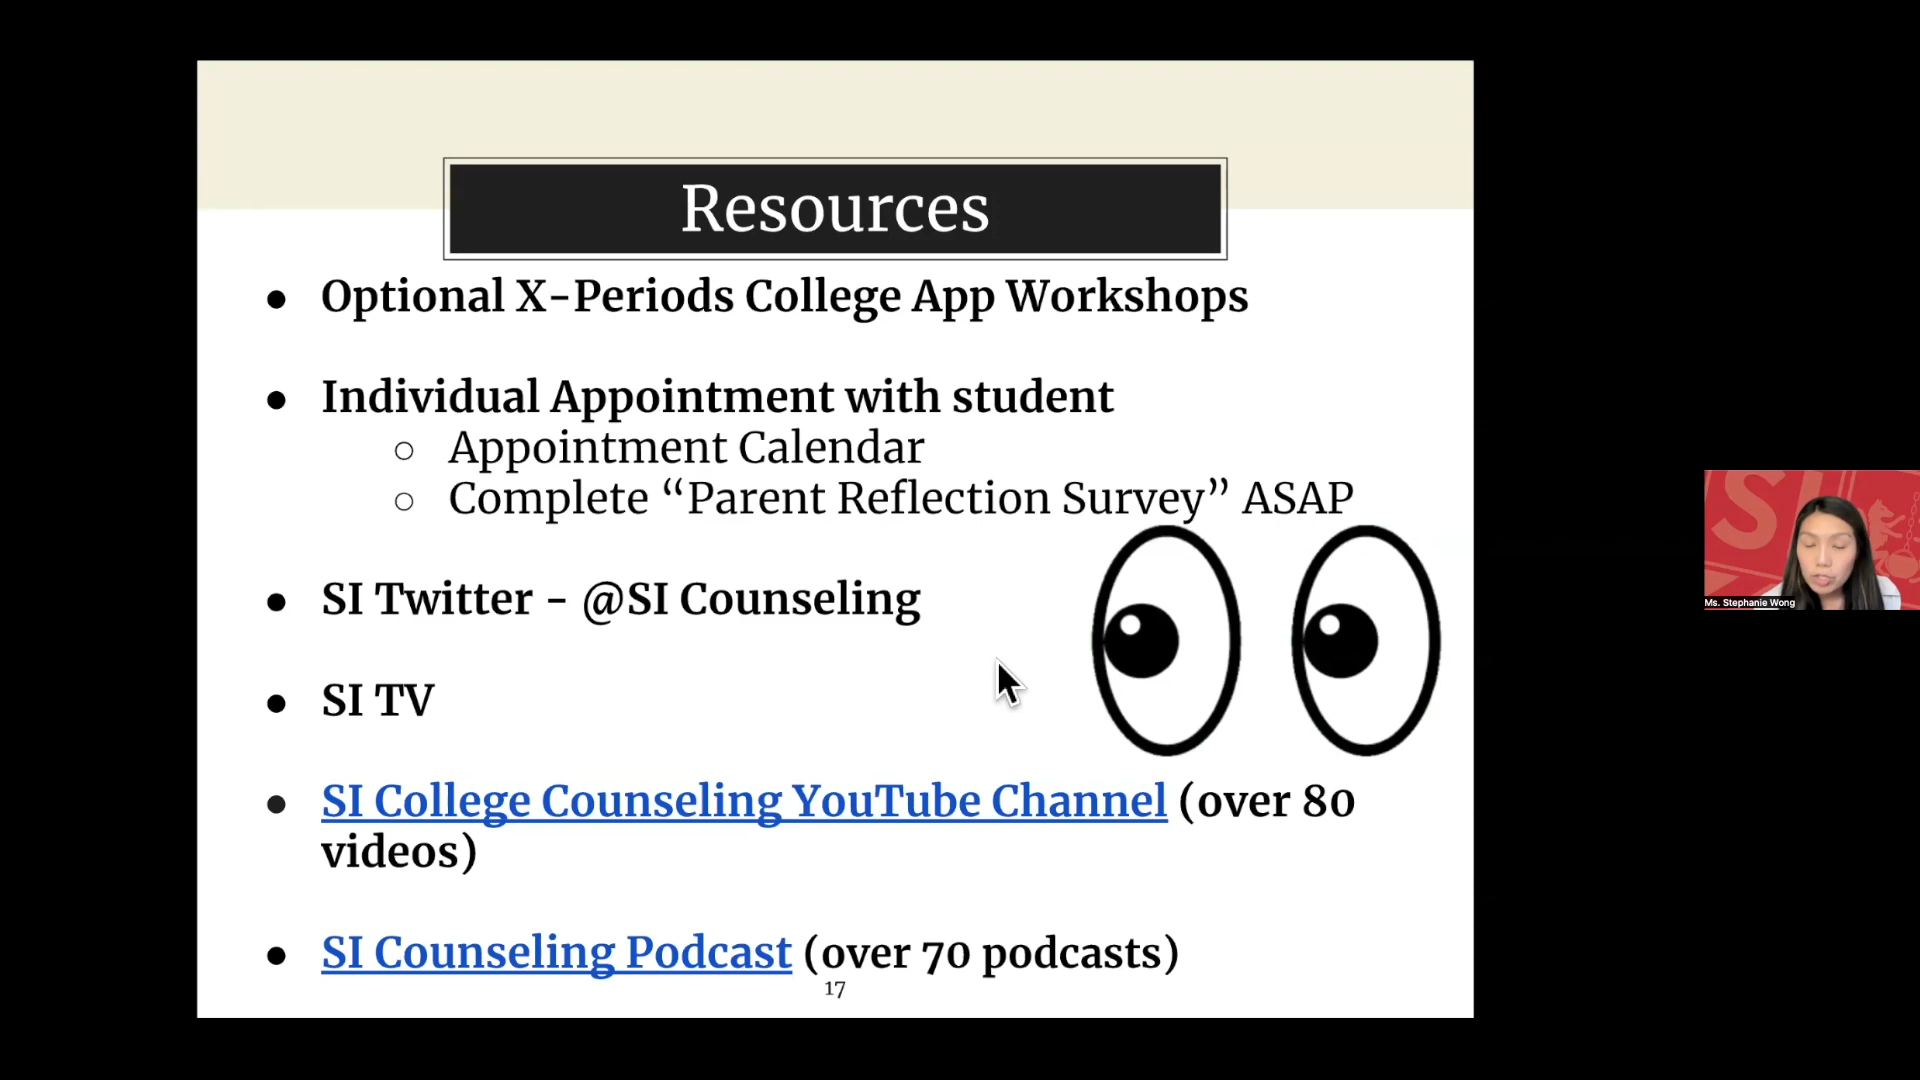 Resources
● Optional X-Periods College App Workshops
● Individual Appointment with student
○ Appointment Calendar
○ Complete “Parent Reflection Survey” ASAP
● SI Twitter - @SI Counseling
● SI TV
● SI College Counseling YouTube Channel (over 80
videos)
● SI Counseling Podcast (over 70 podcasts)
17
SI
Ms. Stephanie Wong